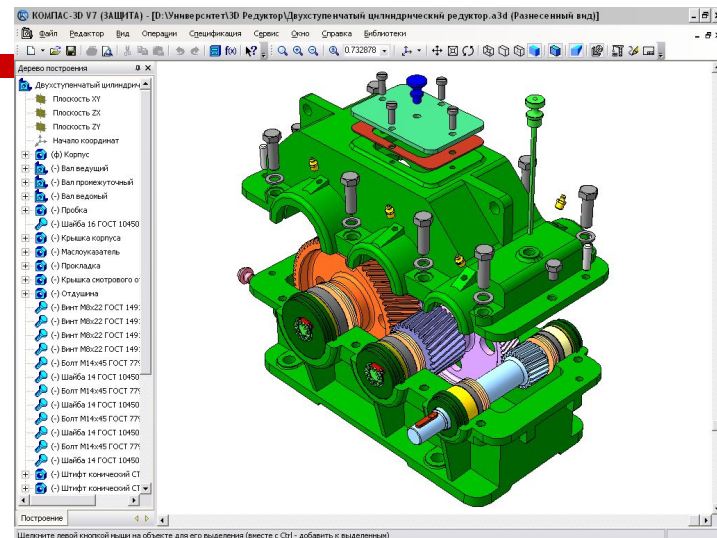 КОМПАС-3D V7 (ЗАЩИТА) - [D:\Университет\3D Редуктор\Двухступенчатый цилиндрический редуктор.a3d (Разнесенный вид)]
Файл Редактор Вид Операции Спецификация Сервис Окно Справка Библиотеки
f(x) 0.732878
Дерево построения
Двухступенчатый цилиндрич
Плоскость XY
Плоскость ZX
Плоскость ZY
Начало координат
(ф) Корпус
(-) Вал ведущий
(-) Вал промежуточный
(-) Вал ведомый
(-) Пробка
(-) Шайба 16 ГОСТ 10450
(-) Крышка корпуса
(-) Маслоуказатель
(-) Прокладка
(-) Крышка смотрового о
(-) Отдушина
(-) Винт М8х22 ГОСТ 149
(-) Винт М8х22 ГОСТ 149
(-) Винт М8х22 ГОСТ 149
(-) Винт М8х22 ГОСТ 149
(-) Болт М14х45 ГОСТ 77
(-) Шайба 14 ГОСТ 10450
(-) Болт М14х45 ГОСТ 77
(-) Шайба 14 ГОСТ 10450
(-) Болт М14х45 ГОСТ 77
(-) Шайба 14 ГОСТ 10450
(-) Болт М14х45 ГОСТ 77
(-) Шайба 14 ГОСТ 10450
(-) Штифт конический СТ
(-) Штифт конический СТ
Построение
Щелкните левой кнопкой мыши на объекте для его выделения (вместе с Ctrl - добавить к выделенным)